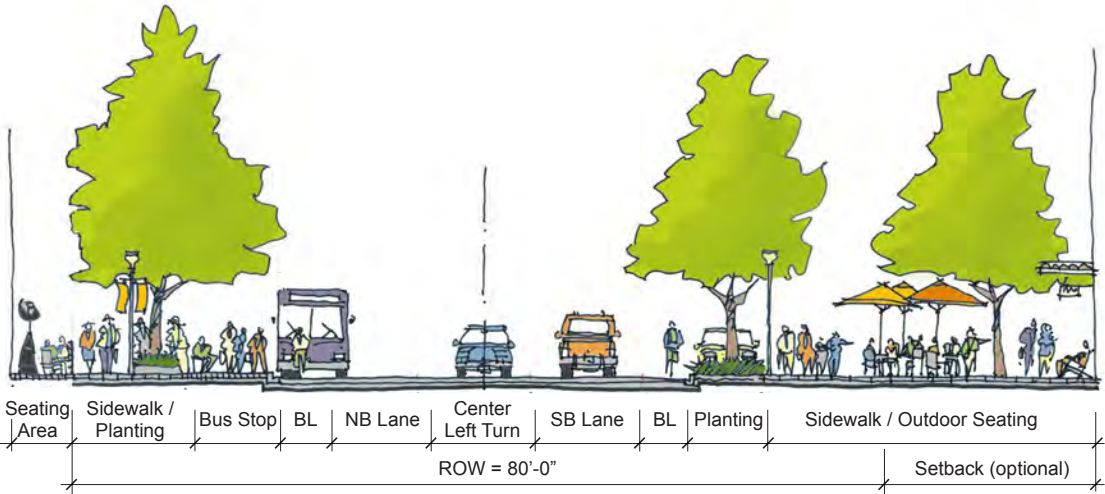 Seating
Area
Sidewalk /
Planting
Bus Stop
BL
NB Lane
Center
Left Turn
SB Lane
BL
Planting
Sidewalk / Outdoor Seating
ROW = 80'-0”
Setback (optional)